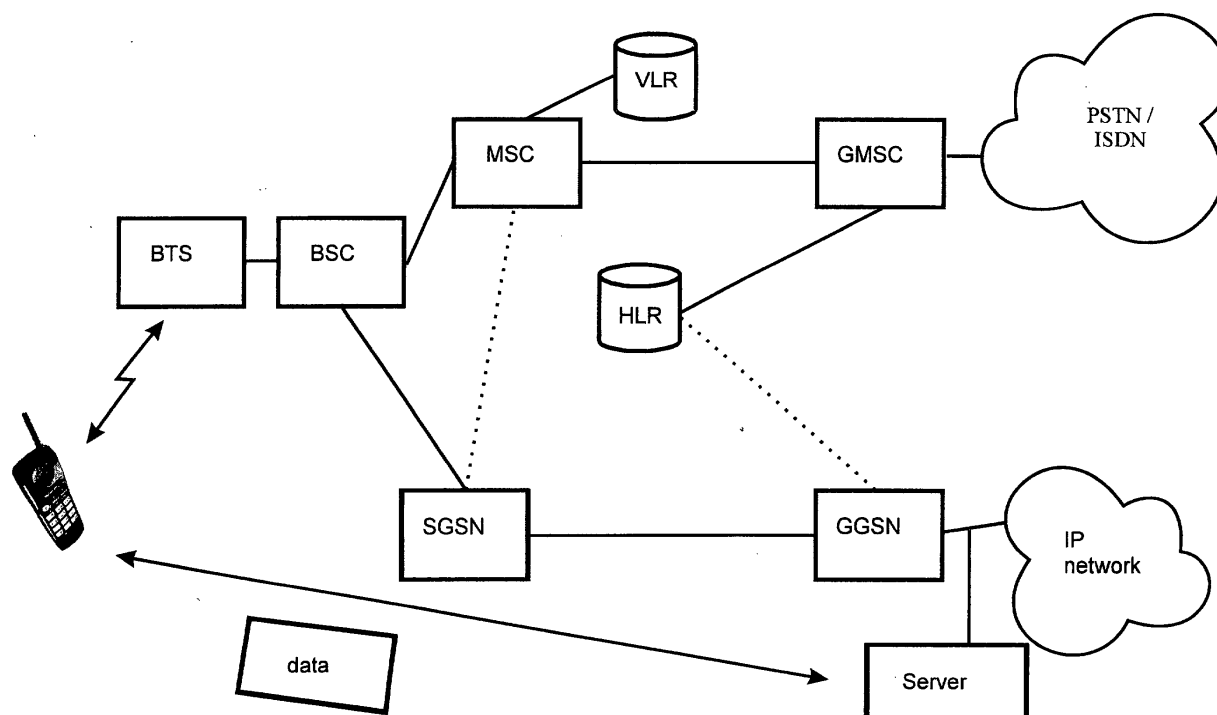 VLR
PSTN /
ISDN
MSC
GMSC
BTS
BSC
HLR
SGSN
GGSN
IP
network
data
Server